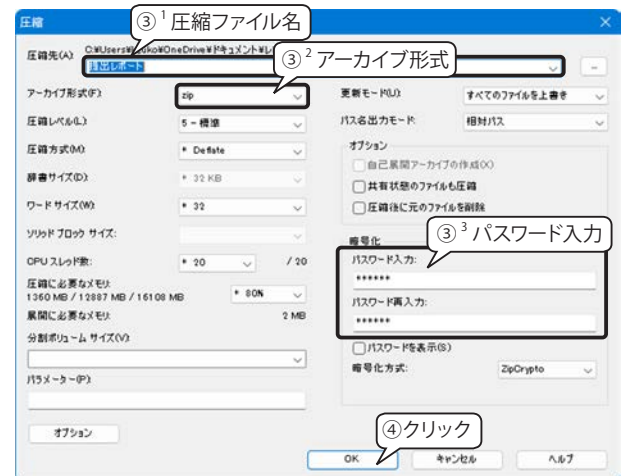 圧縮
③¹圧縮ファイル名
圧縮先(A)
③²アーカイブ形式
提出レポート
アーカイブ形式(F):
zip
更新モード(U):
すべてのファイルを上書き
圧縮レベル(L):
5 - 標準
パス名出力モード:
相対パス
圧縮方式(M):
* Deflate
オプション
自己展開アーカイブの作成(X)
辞書サイズ(D):
* 32 KB
共有状態のファイルも圧縮
ワードサイズ(W):
* 32
圧縮後に元のファイルを削除
ソリッド ブロック サイズ:
③³パスワード入力
暗号化
CPU スレッド数:
* 20
/ 20
パスワード入力:
******
圧縮に必要なメモリ:
1360 MB / 12887 MB / 16108 MB
* 80%
展開に必要なメモリ:
2 MB
パスワード再入力:
******
分割ボリューム サイズ(V):
パスワードを表示(S)
暗号化方式:
ZipCrypto
パラメーター(P):
オプション
④クリック
OK
キャンセル
ヘルプ